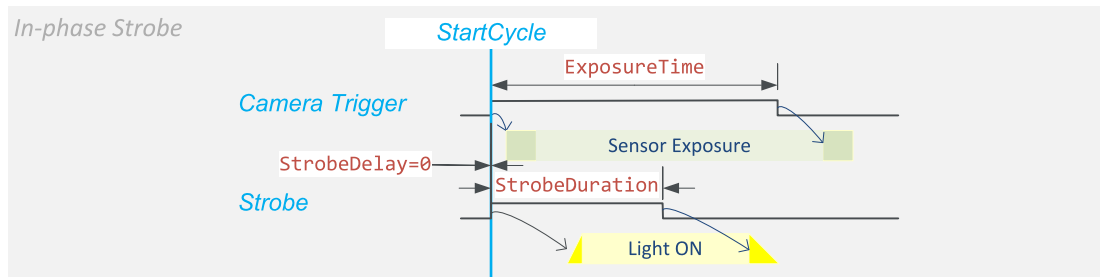 In-phase Strobe
StartCycle
ExposureTime
Camera Trigger
Sensor Exposure
StrobeDelay=0
StrobeDuration
Strobe
Light ON